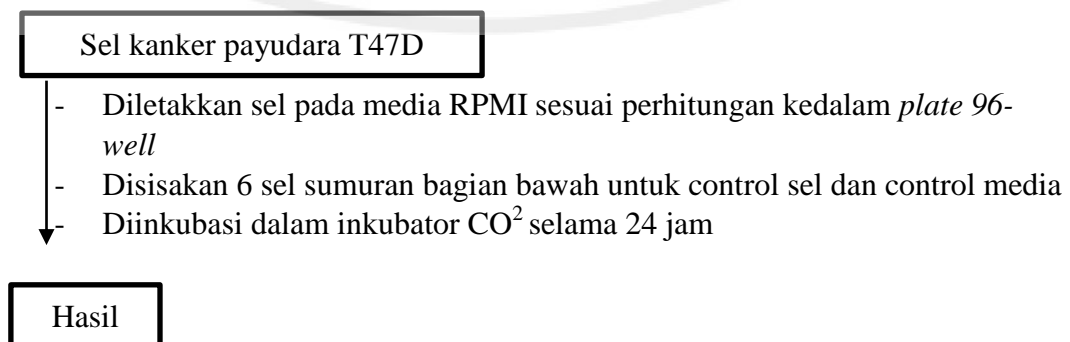 Sel kanker payudara T47D
- Diletakkan sel pada media RPMI sesuai perhitungan kedalam plate 96-
well
- Disisakan 6 sel sumuran bagian bawah untuk control sel dan control media
- Diinkubasi dalam inkubator CO² selama 24 jam
Hasil